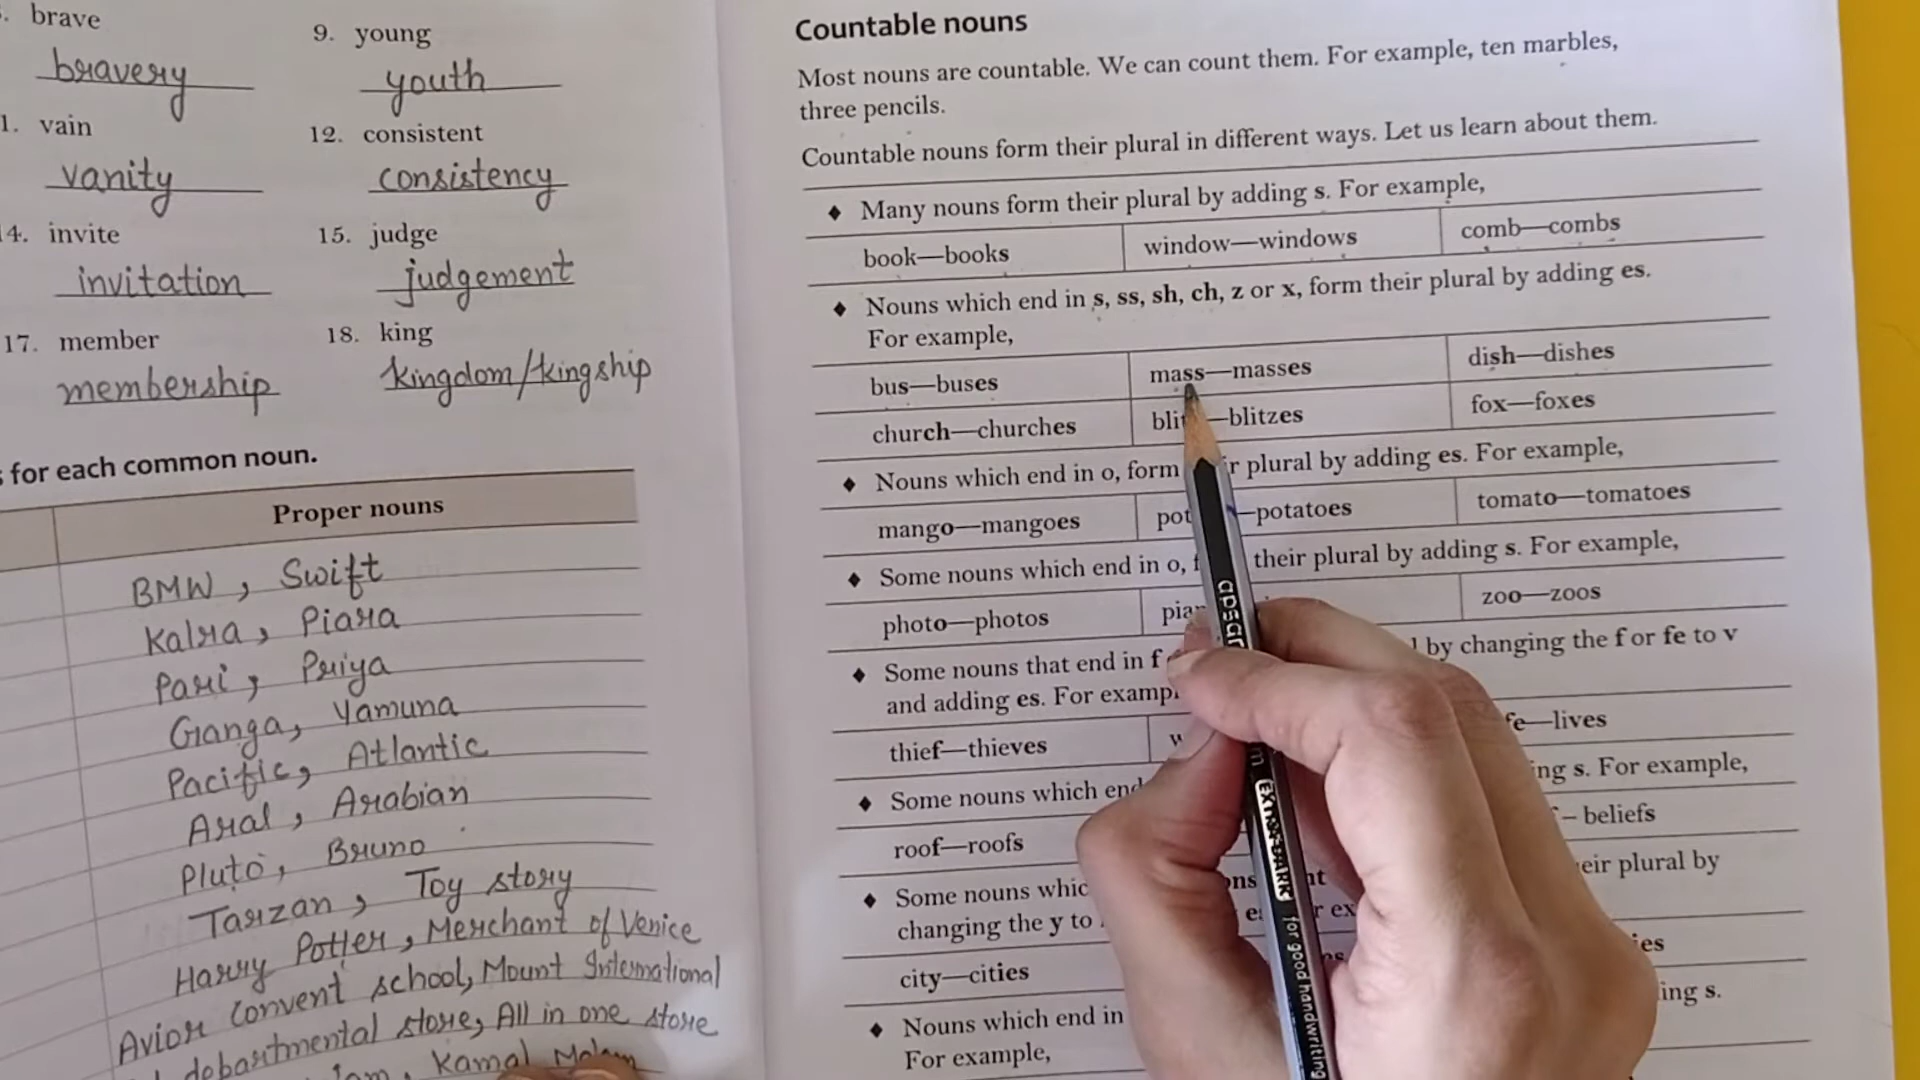 brave
9. young
bravery
youth
1. vain
12. consistent
vanity
consistency
14. invite
15. judge
invitation
judgement
17. member
18. king
membership
kingdom/kingship
for each common noun.
Proper nouns
BMW, Swift
Kalra, Piara
Pari, Priya
Ganga, Yamuna
Pacific, Atlantic
Aral, Arabian
Pluto, Bruno
Tarzan, Toy story
Harry Potter, Merchant of Venice
Avior Convent school, Mount International
departmental store, All in one store
Kamal
Countable nouns
Most nouns are countable. We can count them. For example, ten marbles,
three pencils.
Countable nouns form their plural in different ways. Let us learn about them.
♦ Many nouns form their plural by adding s. For example,
book—books window—windows comb—combs
♦ Nouns which end in s, ss, sh, ch, z or x, form their plural by adding es.
For example,
bus—buses mass—masses dish—dishes
church—churches —blitzes fox—foxes
♦ Nouns which end in o, form plural by adding es. For example,
mango—mangoes —potatoes tomato—tomatoes
♦ Some nouns which end in o, their plural by adding s. For example,
photo—photos zoo—zoos
♦ Some nouns that end in f by changing the f or fe to v
and adding es. For
thief—thieves —lives
♦ Some nouns which s. For example,
roof—roofs – beliefs
♦ Some nouns plural by
changing the y to
city—cities
♦ Nouns which end in s.
For example,
apsara EXTRA DARK for good handwriting